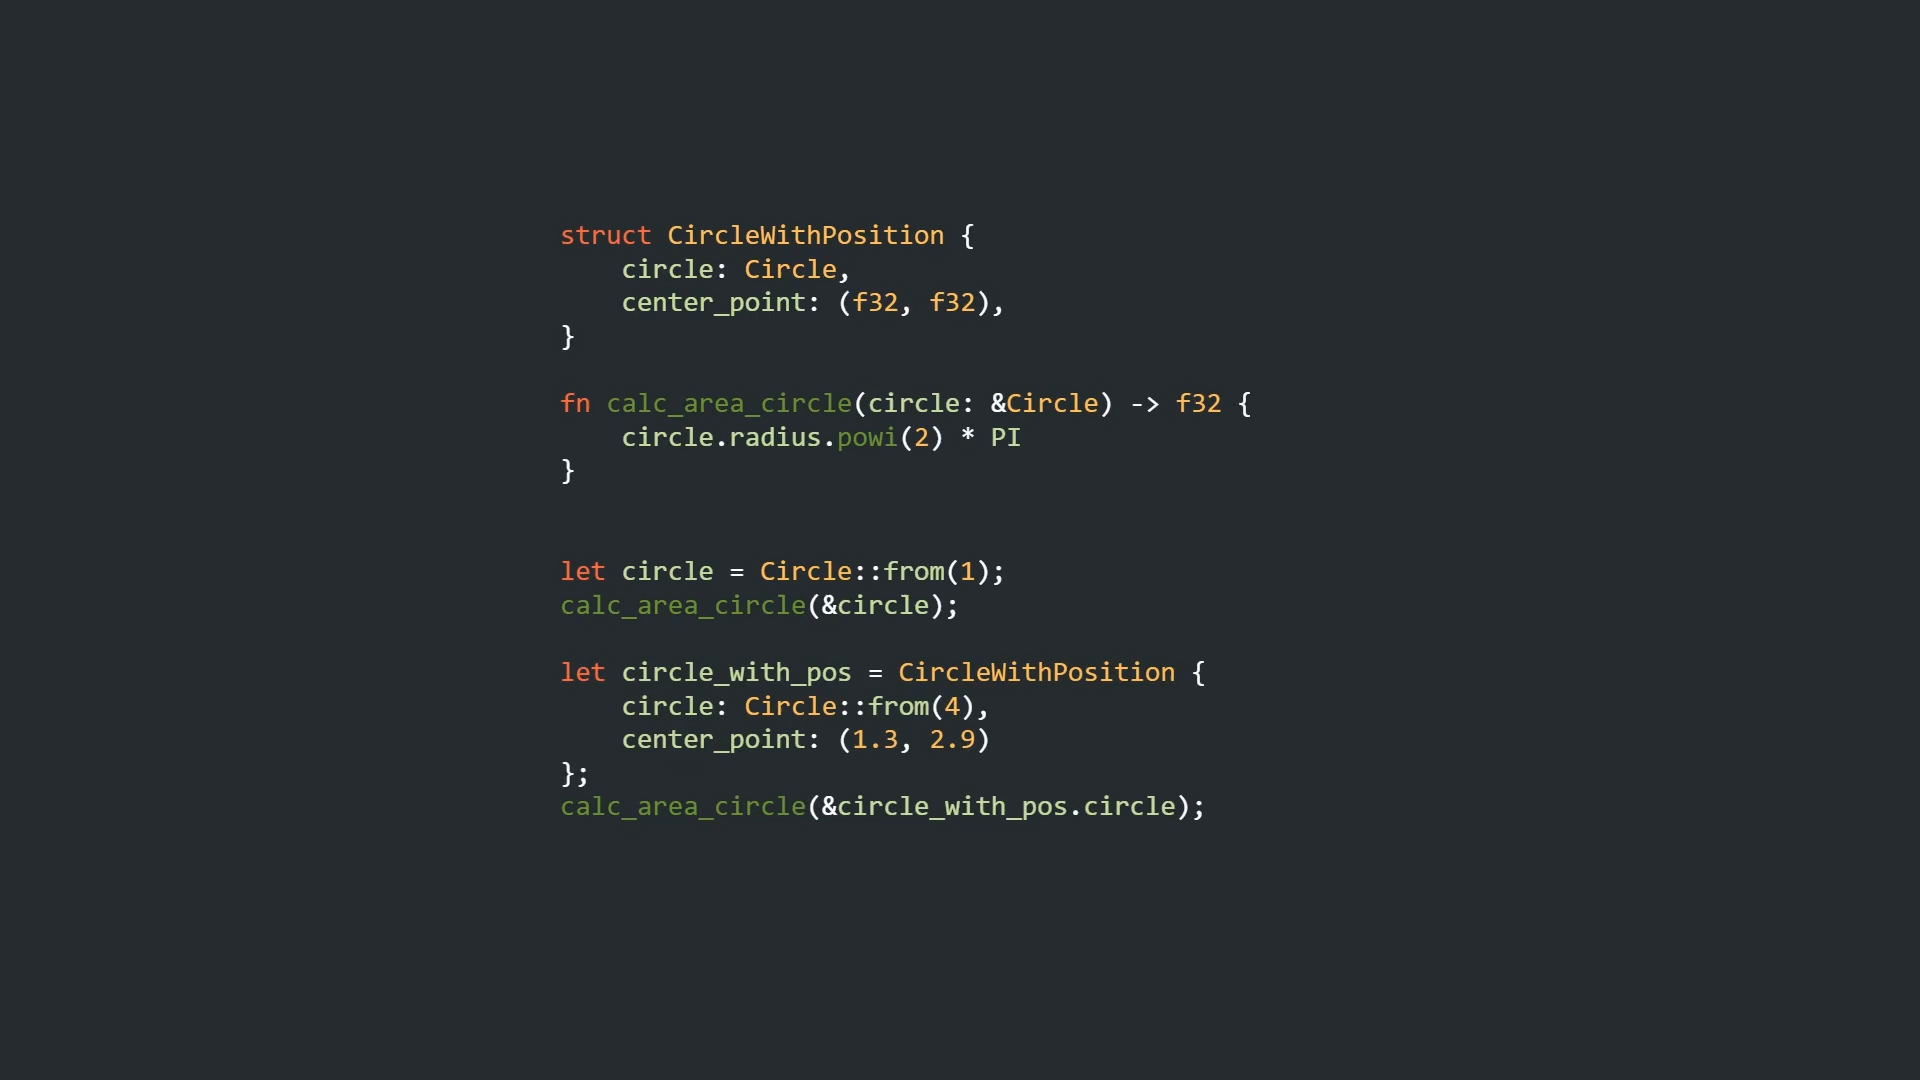 struct CircleWithPosition {
    circle: Circle,
    center_point: (f32, f32),
}

fn calc_area_circle(circle: &Circle) -> f32 {
    circle.radius.powi(2) * PI
}

let circle = Circle::from(1);
calc_area_circle(&circle);

let circle_with_pos = CircleWithPosition {
    circle: Circle::from(4),
    center_point: (1.3, 2.9)
};
calc_area_circle(&circle_with_pos.circle);